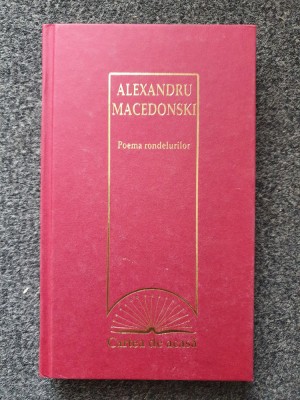 ALEXANDRU
MACEDONSKI
Poema rondelurilor
Cartea de acasă